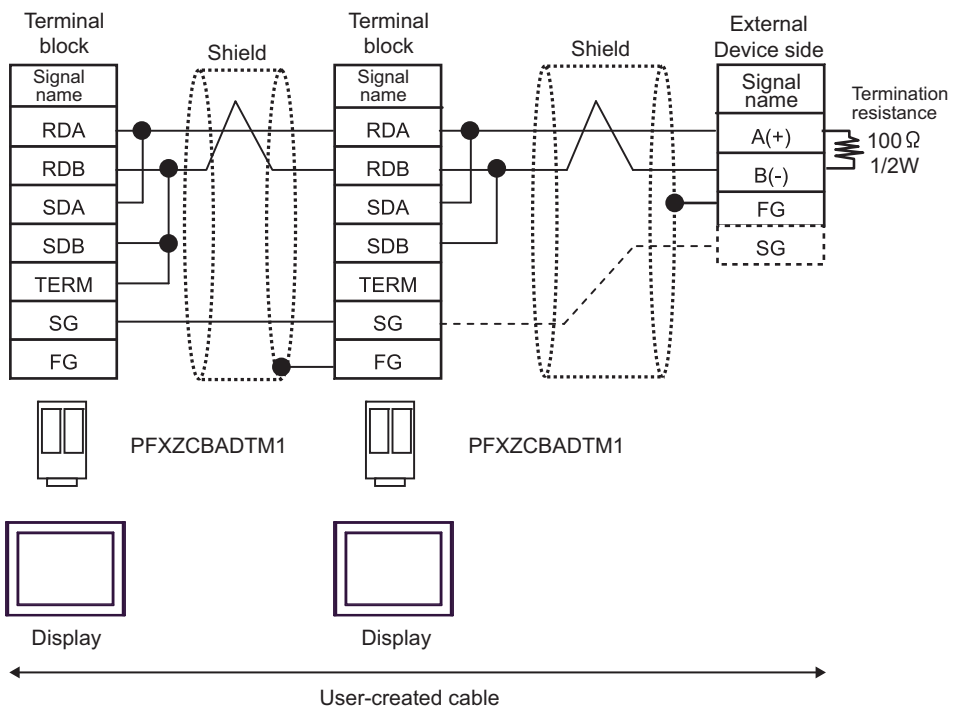 Terminal
block
Shield
Terminal
block
Shield
External
Device side
Signal
name
RDA
RDB
SDA
SDB
TERM
SG
FG
Signal
name
RDA
RDB
SDA
SDB
TERM
SG
FG
Signal
name
A(+)
B(-)
FG
SG
Termination
resistance
100 Ω
1/2W
PFXZCBADTM1
PFXZCBADTM1
Display
Display
User-created cable